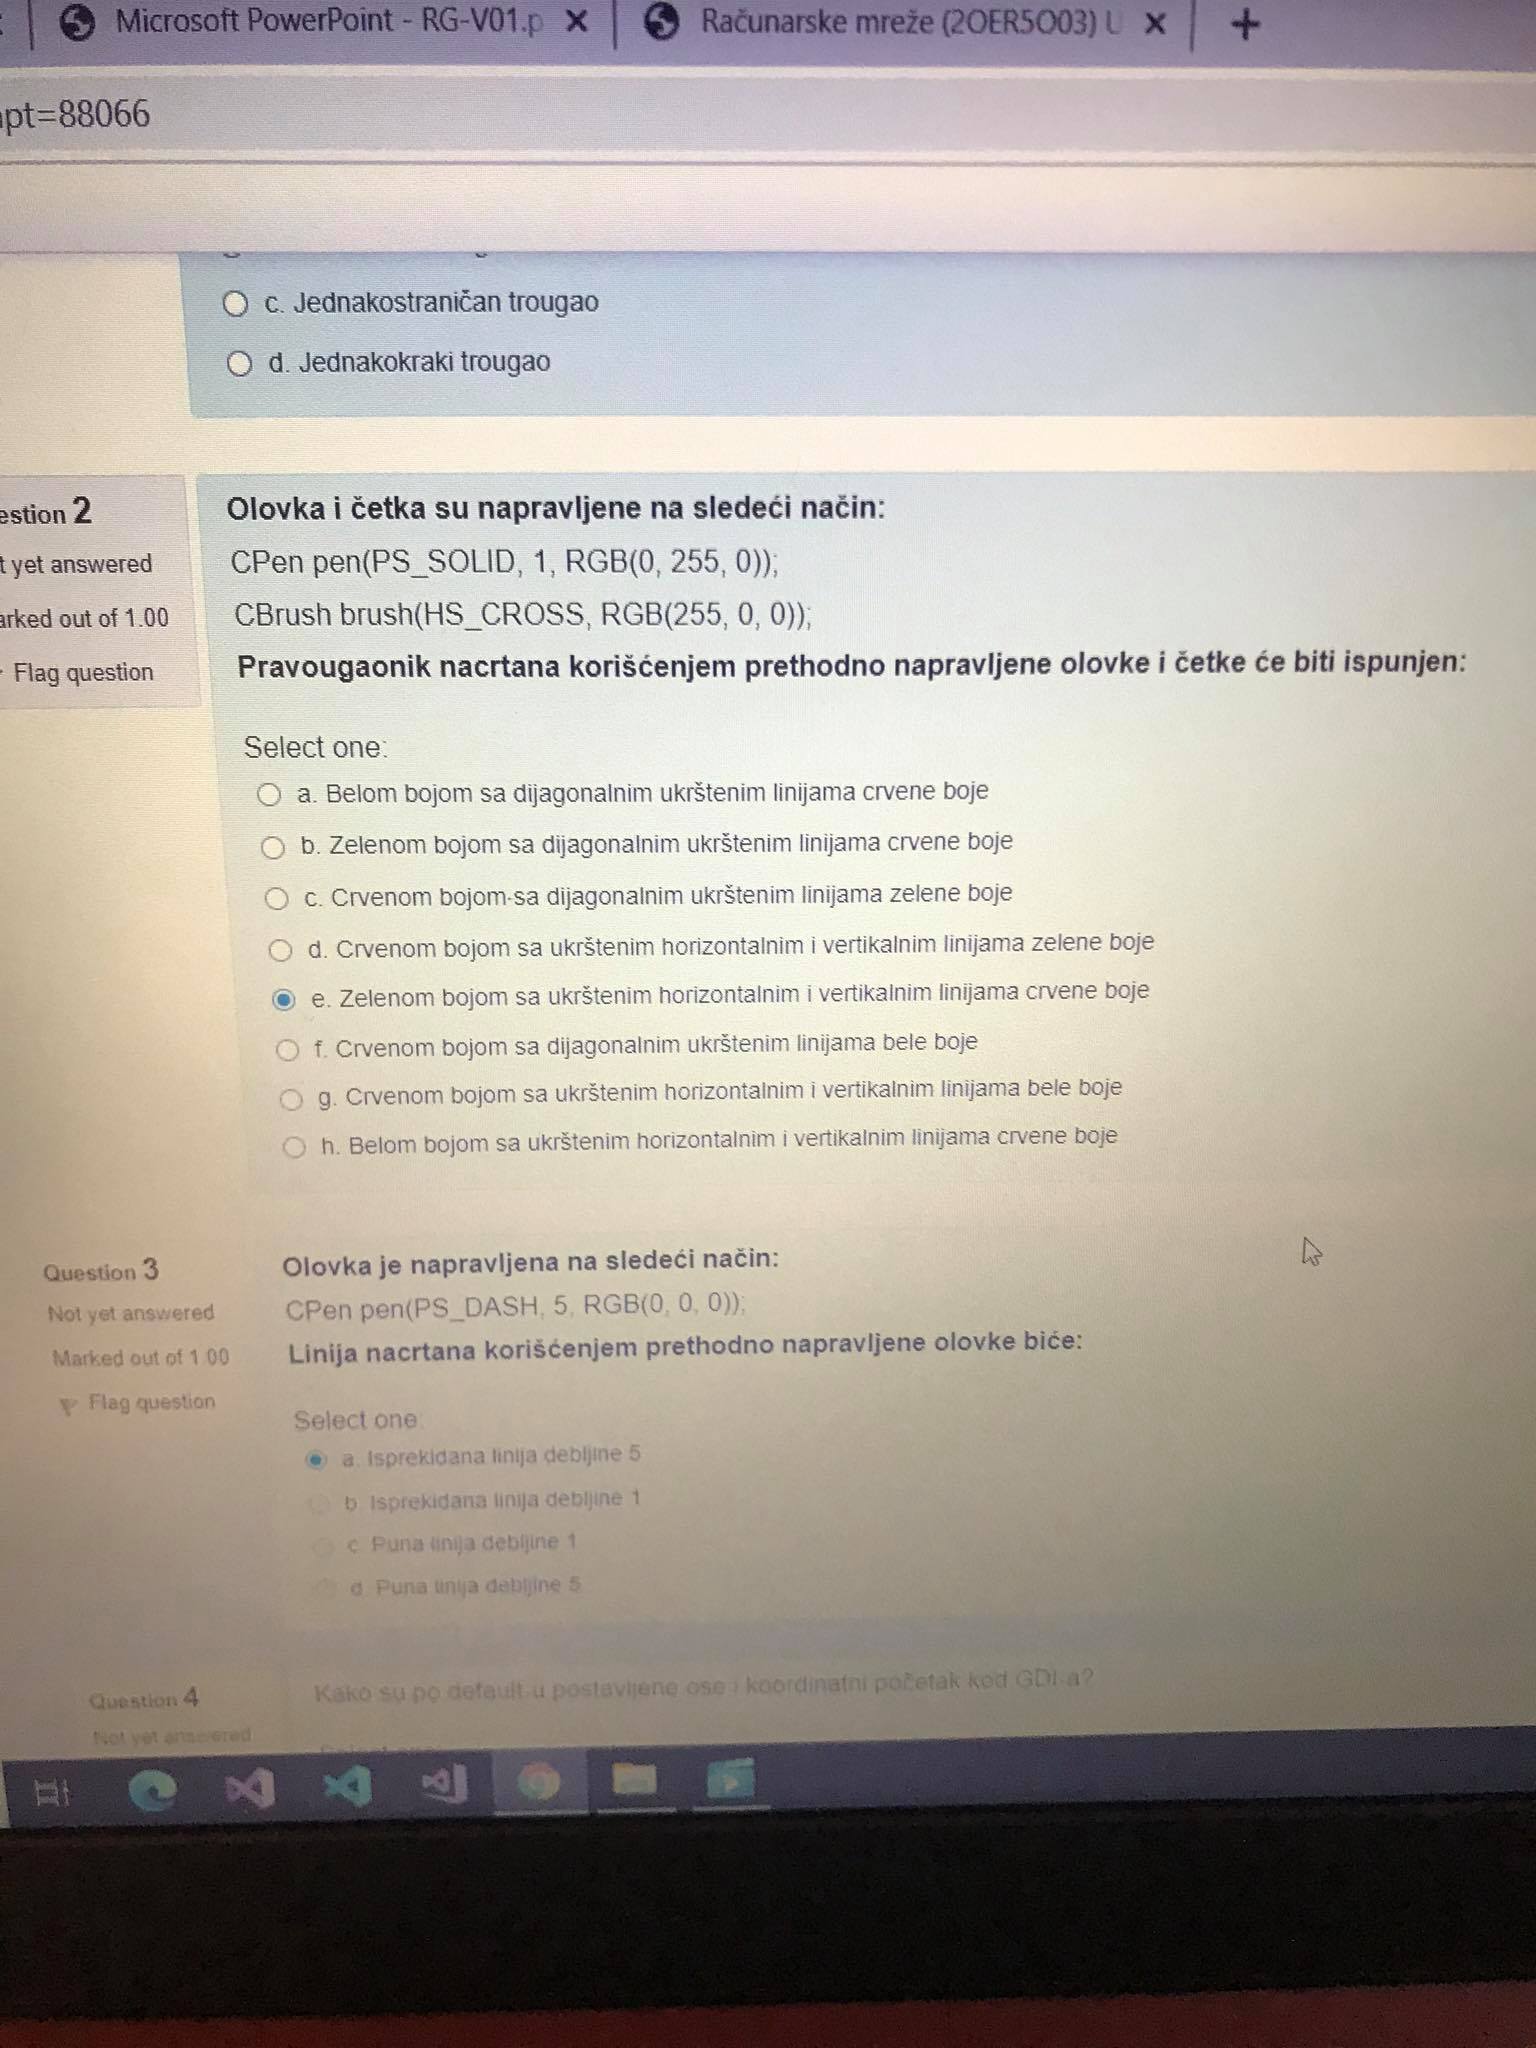 Microsoft PowerPoint - RG-V01.p
Računarske mreže (2OER5O03) U
pt=88066
c. Jednakostraničan trougao
d. Jednakokraki trougao
estion 2
t yet answered
arked out of 1.00
Flag question
Olovka i četka su napravljene na sledeći način:
CPen pen(PS_SOLID, 1, RGB(0, 255, 0));
CBrush brush(HS_CROSS, RGB(255, 0, 0));
Pravougaonik nacrtana korišćenjem prethodno napravljene olovke i četke će biti ispunjen:
Select one:
a. Belom bojom sa dijagonalnim ukrštenim linijama crvene boje
b. Zelenom bojom sa dijagonalnim ukrštenim linijama crvene boje
c. Crvenom bojom sa dijagonalnim ukrštenim linijama zelene boje
d. Crvenom bojom sa ukrštenim horizontalnim i vertikalnim linijama zelene boje
e. Zelenom bojom sa ukrštenim horizontalnim i vertikalnim linijama crvene boje
f. Crvenom bojom sa dijagonalnim ukrštenim linijama bele boje
g. Crvenom bojom sa ukrštenim horizontalnim i vertikalnim linijama bele boje
h. Belom bojom sa ukrštenim horizontalnim i vertikalnim linijama crvene boje
Question 3
Not yet answered
Marked out of 1.00
Flag question
Olovka je napravljena na sledeći način:
CPen pen(PS_DASH, 5, RGB(0, 0, 0));
Linija nacrtana korišćenjem prethodno napravljene olovke biće:
Select one:
a. Isprekidana linija debljine 5
b. Isprekidana linija debljine 1
c. Puna linija debljine 1
d. Puna linija debljine 5
Question 4
Not yet answered
Kako su po default-u postavljene ose i koordinatni početak kod GDI-a?